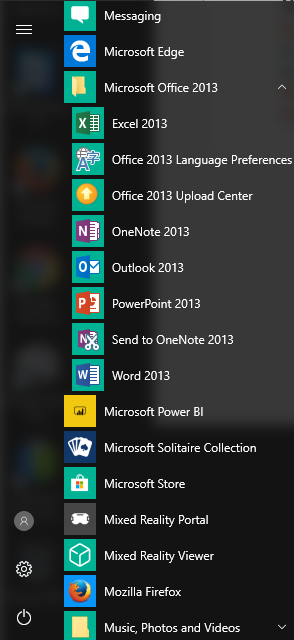 Messaging
Microsoft Edge
Microsoft Office 2013
Excel 2013
Office 2013 Language Preferences
Office 2013 Upload Center
OneNote 2013
Outlook 2013
PowerPoint 2013
Send to OneNote 2013
Word 2013
Microsoft Power BI
Microsoft Solitaire Collection
Microsoft Store
Mixed Reality Portal
Mixed Reality Viewer
Mozilla Firefox
Music, Photos and Videos